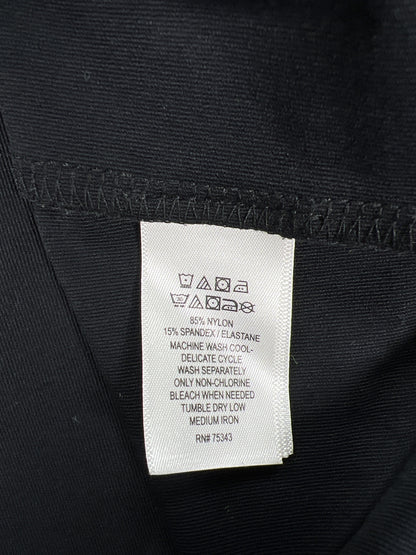 85% NYLON
15% SPANDEX / ELASTANE
MACHINE WASH COOL-
DELICATE CYCLE
WASH SEPARATELY
ONLY NON-CHLORINE
BLEACH WHEN NEEDED
TUMBLE DRY LOW
MEDIUM IRON
RN# 75343